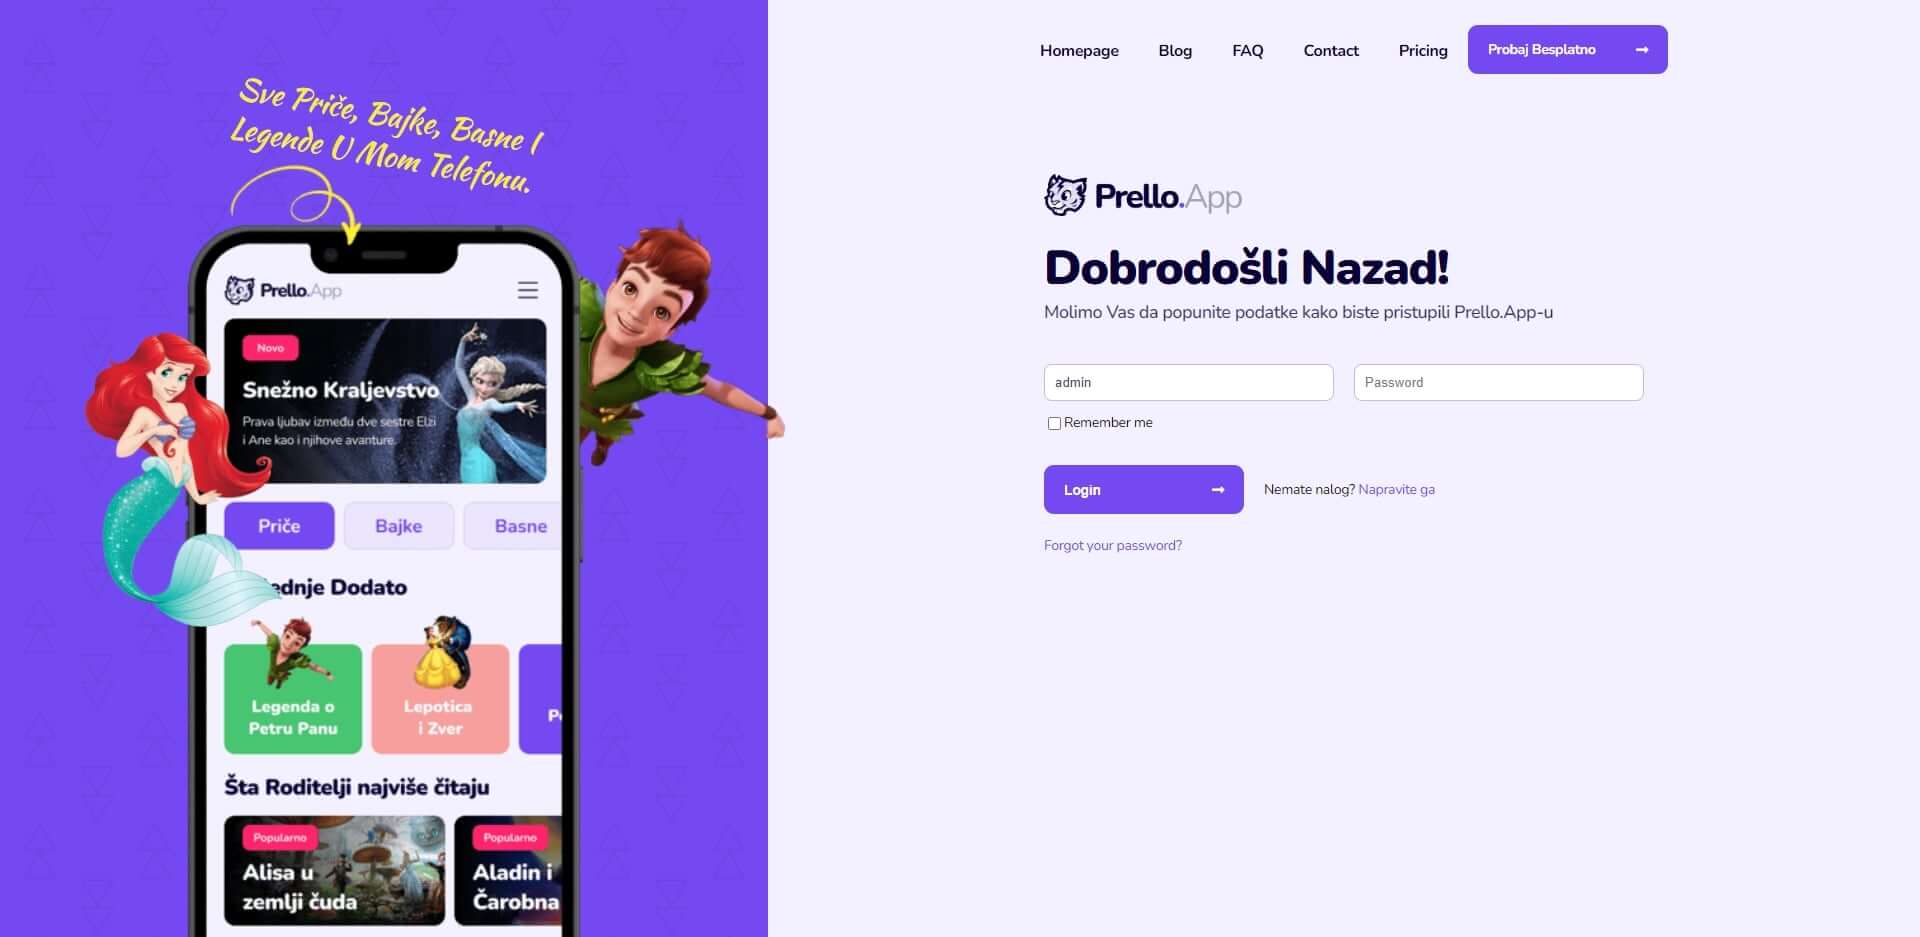 Homepage Blog FAQ Contact Pricing Probaj Besplatno
Sve Priče, Bajke, Basne I
Legende U Mom Telefonu.
Prello.App
Novo
Snežno Kraljevstvo
Prava ljubav između dve sestre Elzi
i Ane kao i njihove avanture.
Priče Bajke Basne
ednje Dodato
Legenda o
Petru Panu
Lepotica
i Zver
Šta Roditelji najviše čitaju
Popularno
Alisa u
zemlji čuda
Popularno
Aladin i
Čarobna
Prello.App
Dobrodošli Nazad!
Molimo Vas da popunite podatke kako biste pristupili Prello.App-u
admin Password
Remember me
Login Nemate nalog? Napravite ga
Forgot your password?